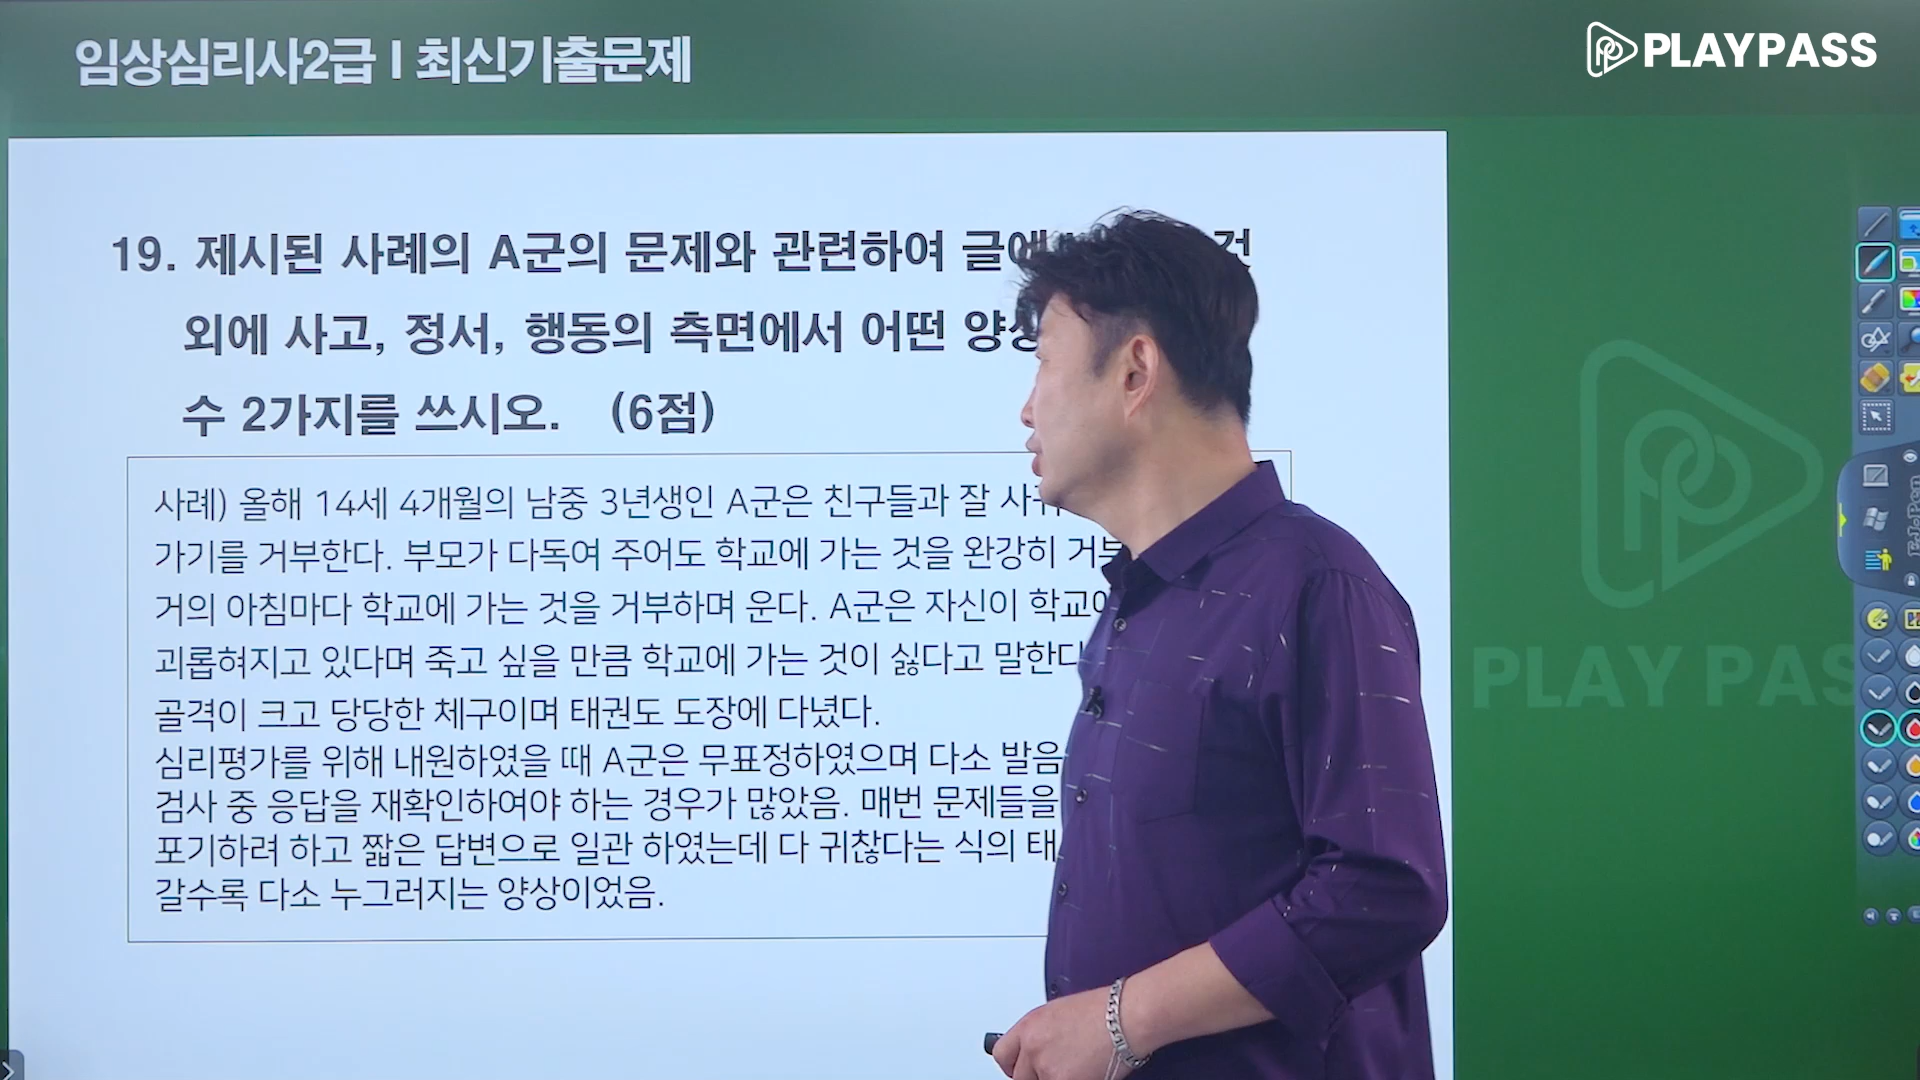 임상심리사2급 I 최신기출문제
PLAYPASS
19. 제시된 사례의 A군의 문제와 관련하여 글에 것
외에 사고, 정서, 행동의 측면에서 어떤
수 2가지를 쓰시오. (6점)
사례) 올해 14세 4개월의 남중 3년생인 A군은 친구들과 잘
가기를 거부한다. 부모가 다독여 주어도 학교에 가는 것을 완강히
거의 아침마다 학교에 가는 것을 거부하며 운다. A군은 자신이
괴롭혀지고 있다며 죽고 싶을 만큼 학교에 가는 것이 싫다고
골격이 크고 당당한 체구이며 태권도 도장에 다녔다.
심리평가를 위해 내원하였을 때 A군은 무표정하였으며 다소 발음
검사 중 응답을 재확인하여야 하는 경우가 많았음. 매번 문제들을
포기하려 하고 짧은 답변으로 일관 하였는데 다 귀찮다는 식의
갈수록 다소 누그러지는 양상이었음.
PLAY PAS